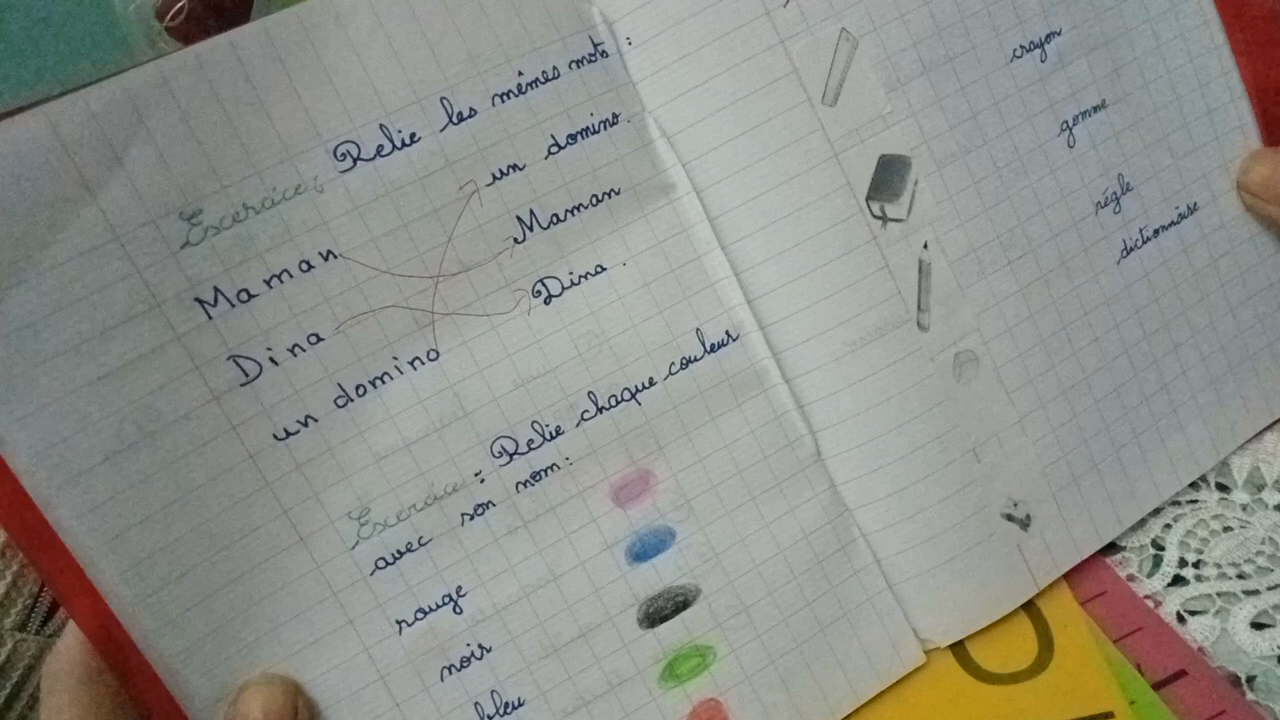 Exercice: Relie les mêmes mots :
Maman un domino.
Dina Maman
un domino Dina.
Exercice : Relie chaque couleur
avec son nom:
rouge
noir
bleu
crayon
gomme
régle
dictionnaire